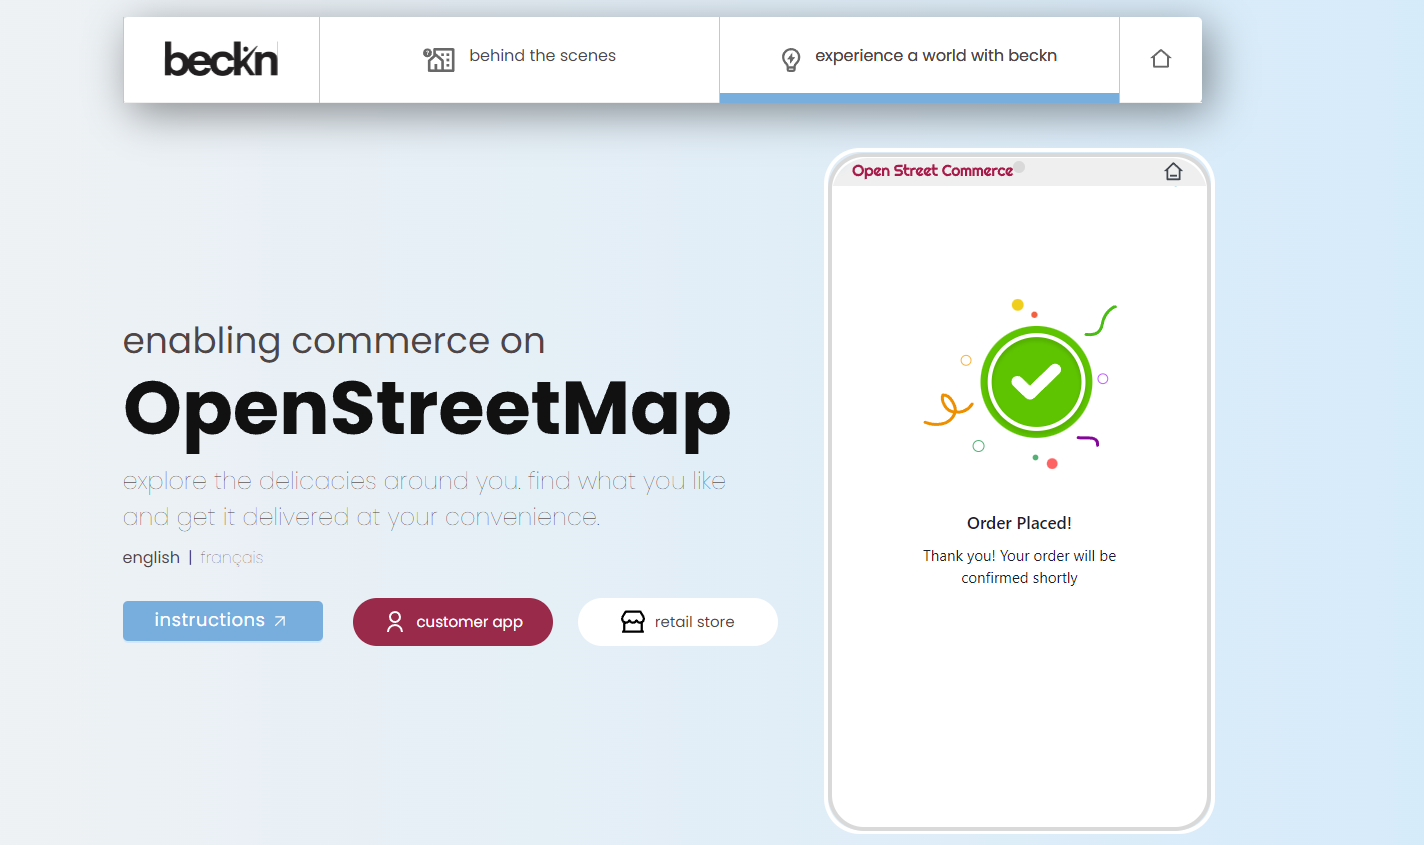 beckn
behind the scenes
experience a world with beckn
Open Street Commerce
enabling commerce on
OpenStreetMap
explore the delicacies around you. find what you like
and get it delivered at your convenience.
english | français
instructions
customer app
retail store
Order Placed!
Thank you! Your order will be
confirmed shortly